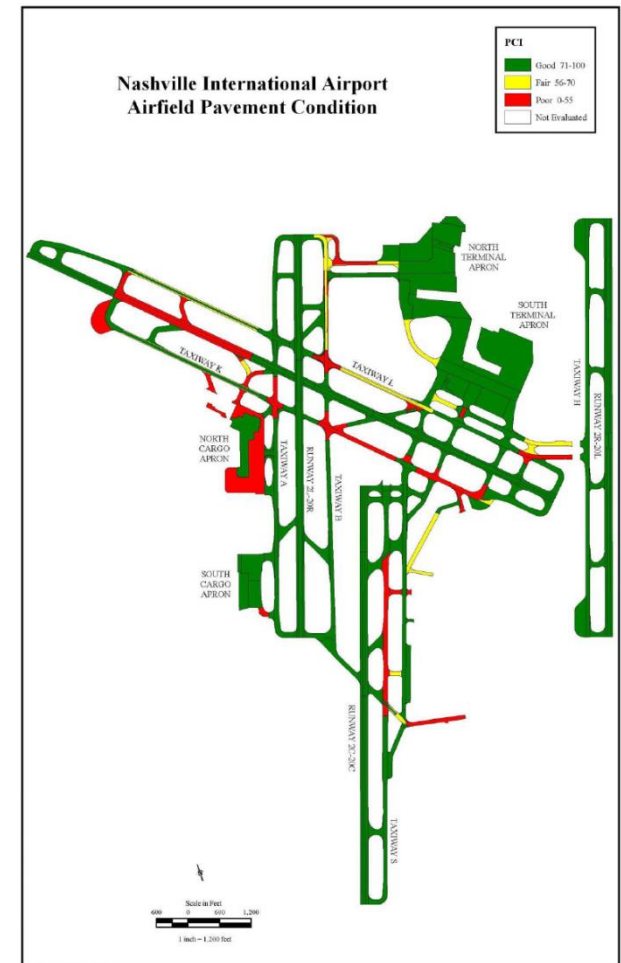 PCI
Good 71-100
Fair 56-70
Poor 0-55
Not Evaluated
Nashville International Airport
Airfield Pavement Condition
NORTH
TERMINAL
APRON
SOUTH
TERMINAL
APRON
TAXIWAY H
RUNWAY 2R-20L
TAXIWAY K
TAXIWAY L
NORTH
CARGO
APRON
TAXIWAY A
RUNWAY 2L-20R
TAXIWAY B
SOUTH
CARGO
APRON
RUNWAY 2C-20C
TAXIWAY S
Scale in Feet
600 0 600 1,200
1 inch = 1,200 feet